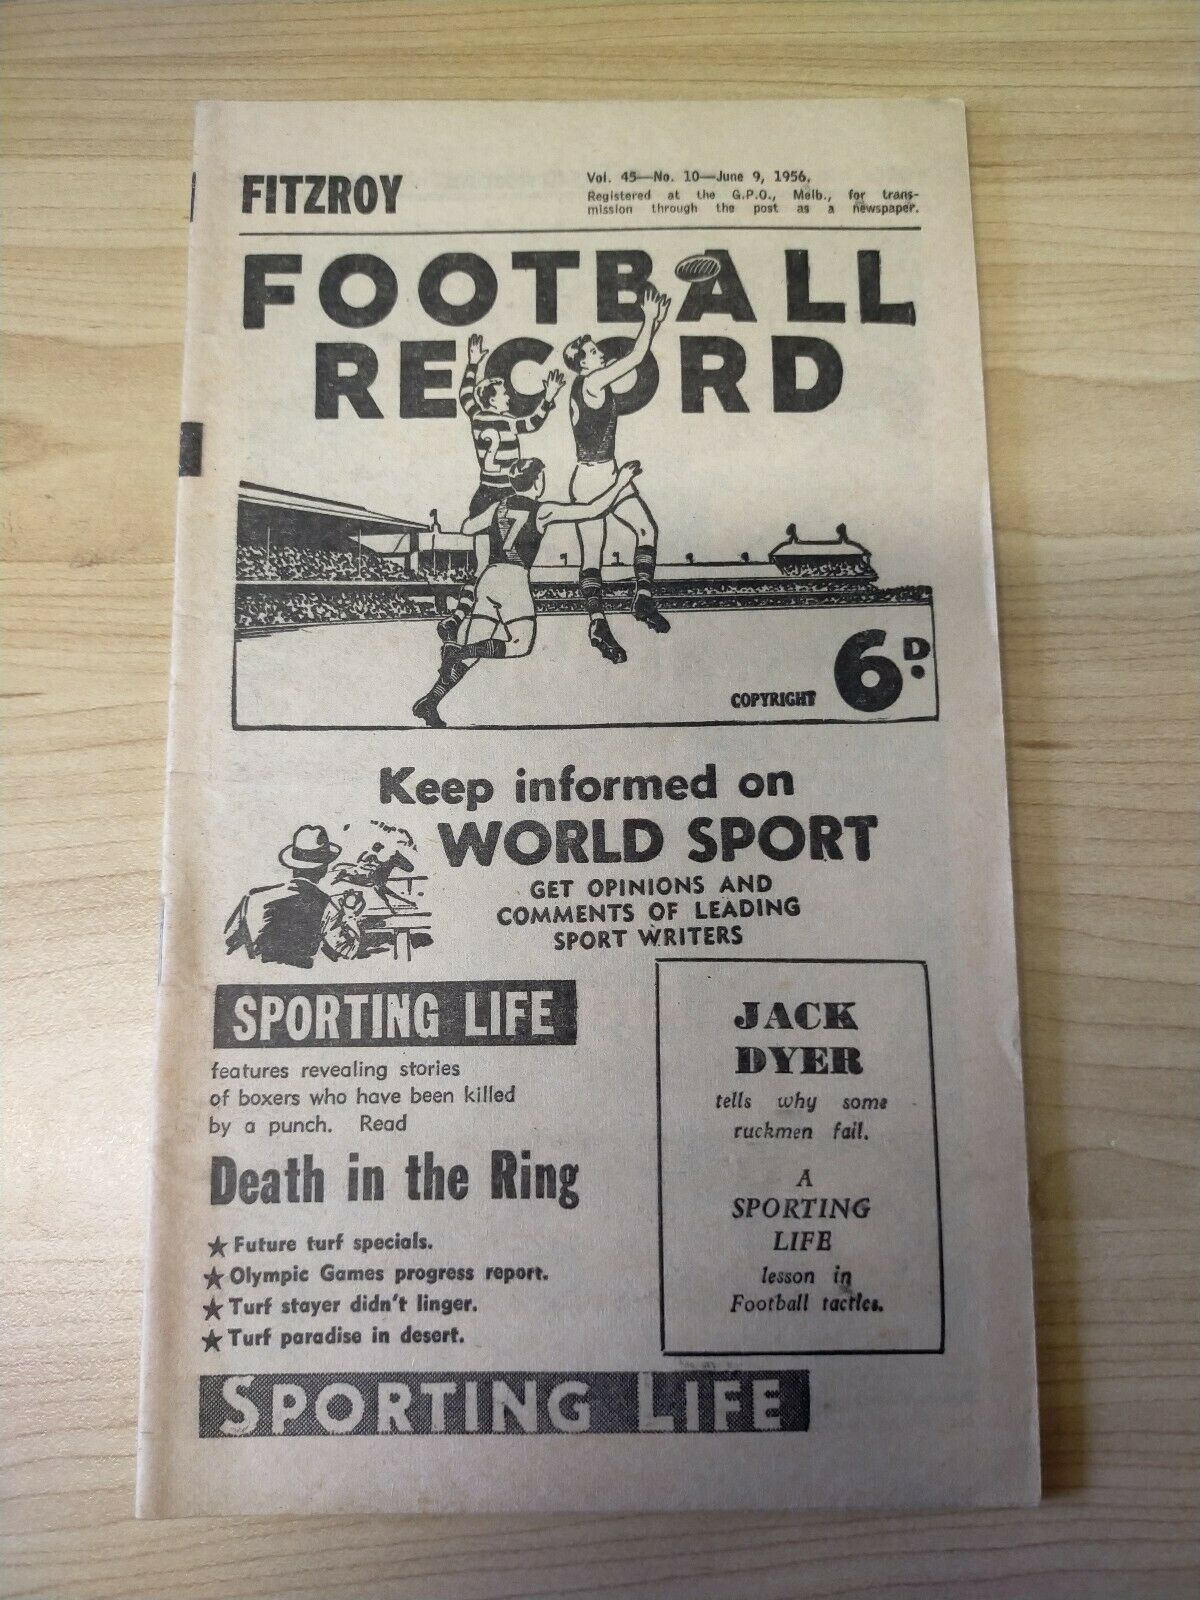 FITZROY
Vol. 45—No. 10—June 9, 1956.
Registered at the G.P.O., Melb., for trans-
mission through the post as a newspaper.
FOOTBALL
RECORD
2
7
COPYRIGHT 6D.
Keep informed on
WORLD SPORT
GET OPINIONS AND
COMMENTS OF LEADING
SPORT WRITERS
SPORTING LIFE
features revealing stories
of boxers who have been killed
by a punch. Read
Death in the Ring
★ Future turf specials.
★ Olympic Games progress report.
★ Turf stayer didn't linger.
★ Turf paradise in desert.
JACK
DYER
tells why some
ruckmen fail.
A
SPORTING
LIFE
lesson in
Football tactics.
SPORTING LIFE